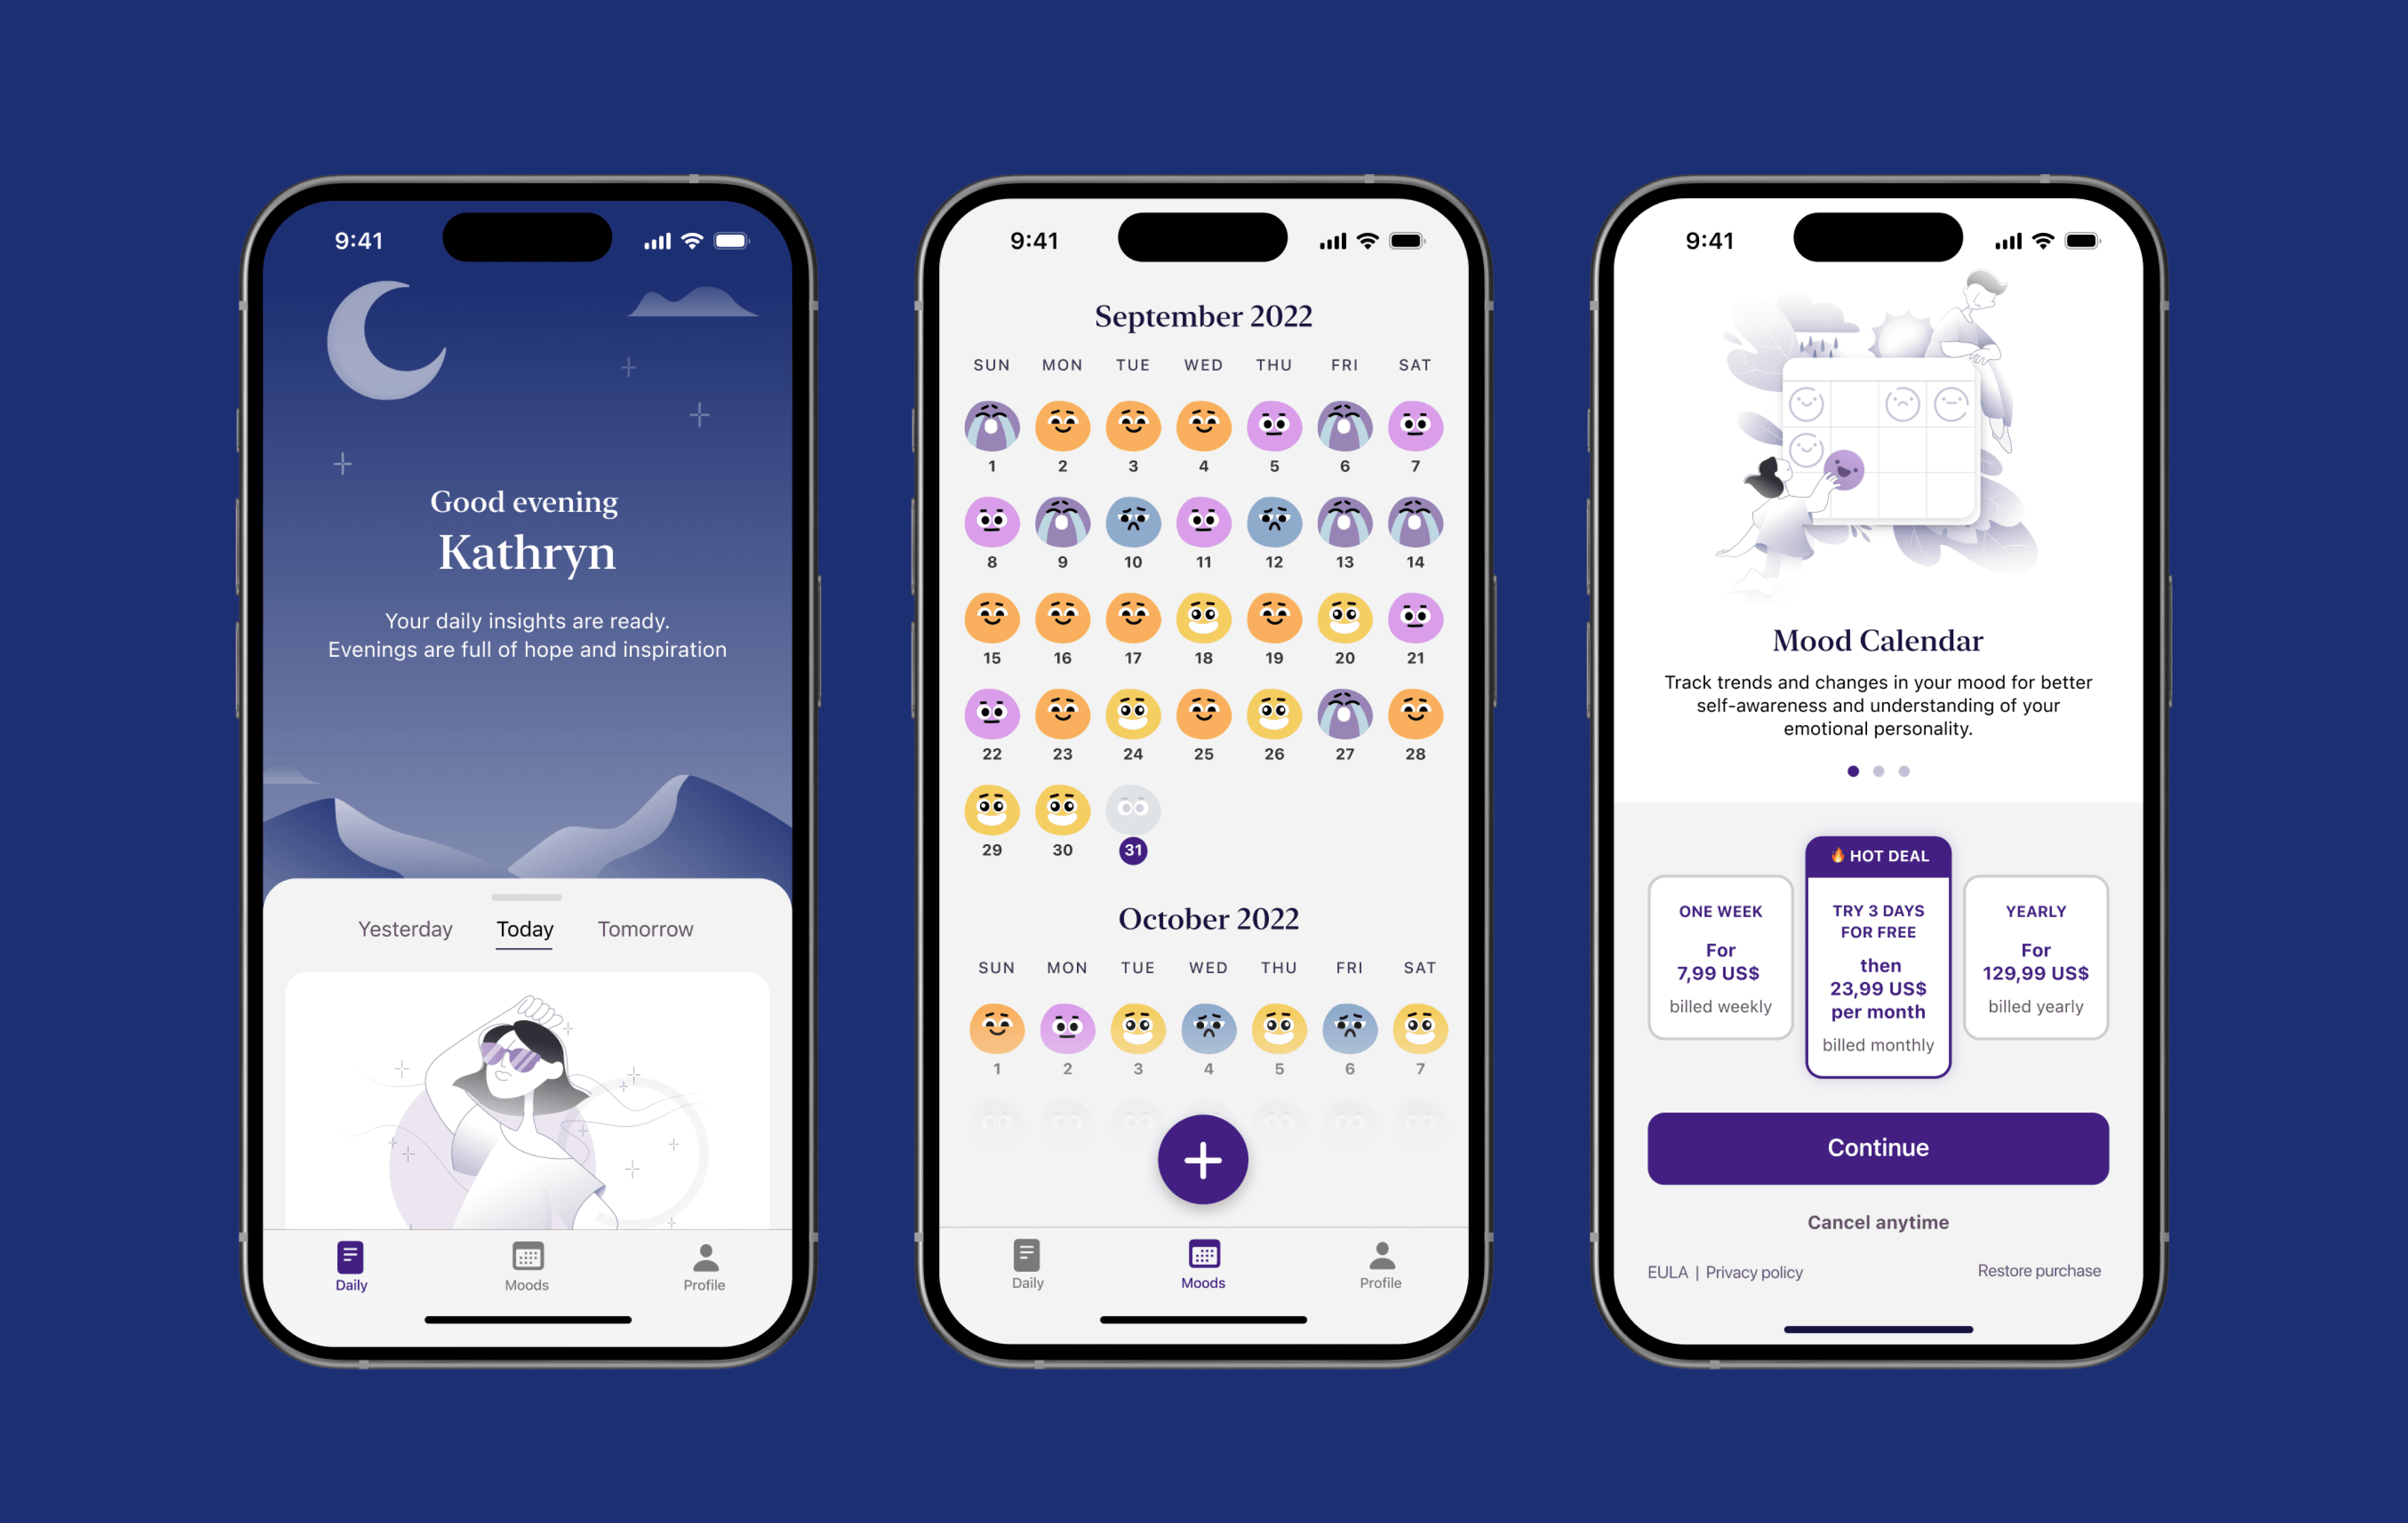 9:41
Good evening
Kathryn
Your daily insights are ready.
Evenings are full of hope and inspiration
Yesterday Today Tomorrow
Daily Moods Profile
9:41
September 2022
SUN MON TUE WED THU FRI SAT
1 2 3 4 5 6 7
8 9 10 11 12 13 14
15 16 17 18 19 20 21
22 23 24 25 26 27 28
29 30 31
October 2022
SUN MON TUE WED THU FRI SAT
1 2 3 4 5 6 7
Daily Moods Profile
9:41
Mood Calendar
Track trends and changes in your mood for better
self-awareness and understanding of your
emotional personality.
ONE WEEK
For
7,99 US$
billed weekly
🔥 HOT DEAL
TRY 3 DAYS
FOR FREE
then
23,99 US$
per month
billed monthly
YEARLY
For
129,99 US$
billed yearly
Continue
Cancel anytime
EULA | Privacy policy
Restore purchase